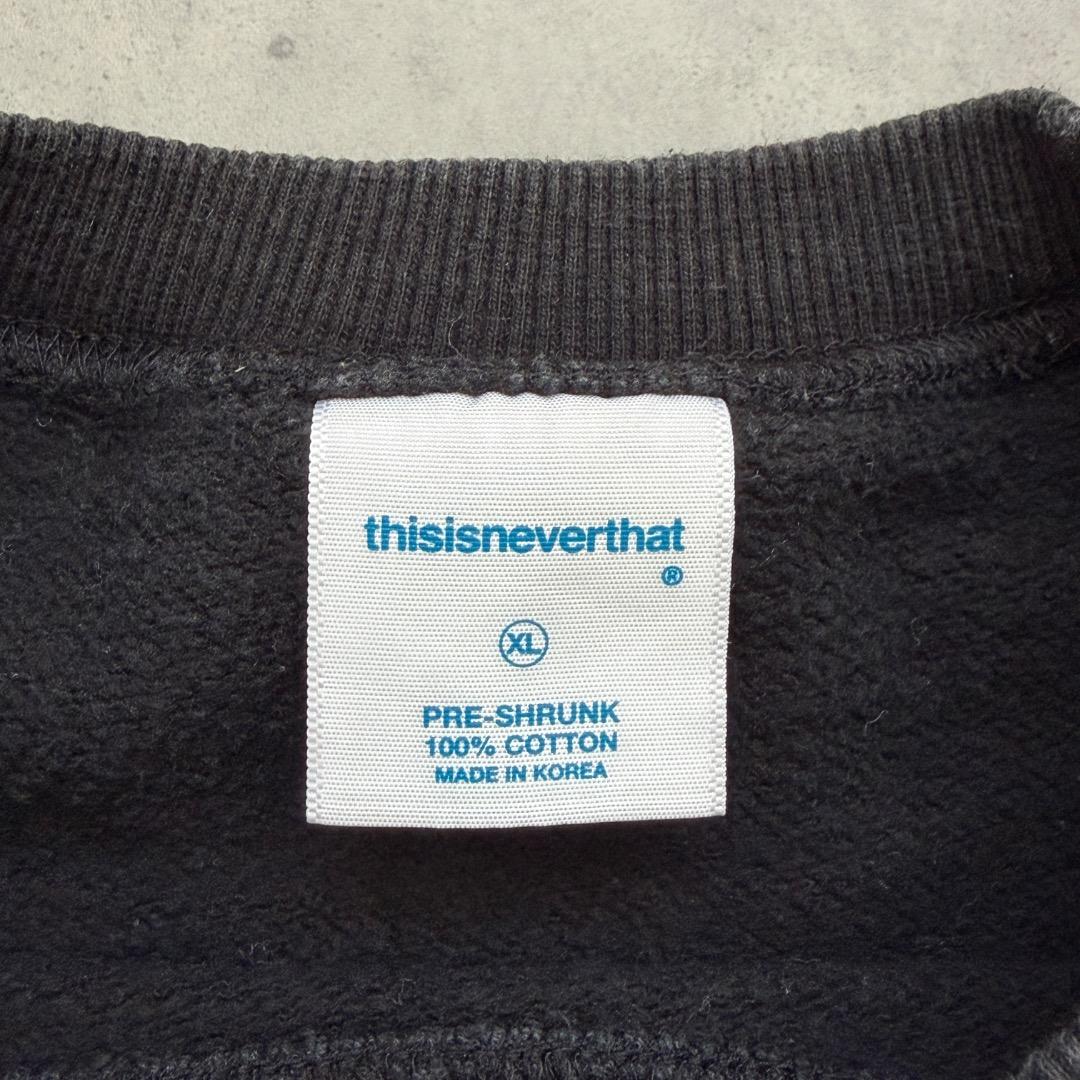 thisisneverthat
®
XL
PRE-SHRUNK
100% COTTON
MADE IN KOREA